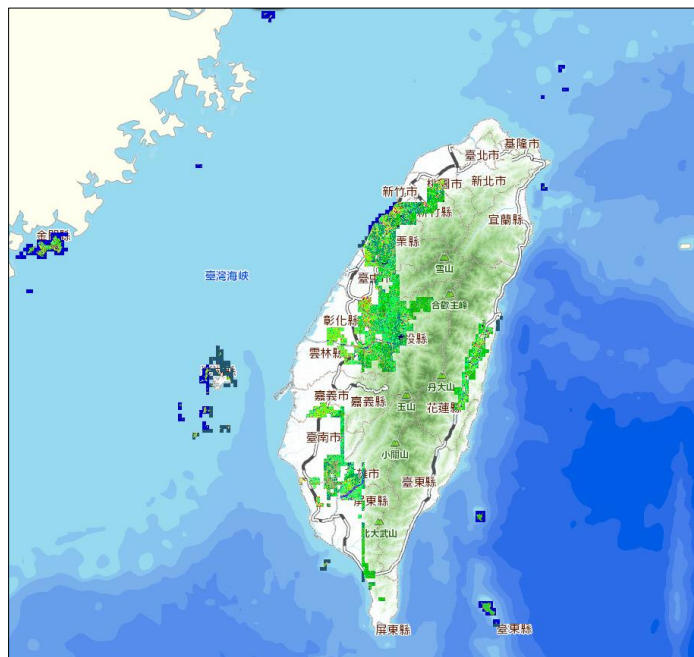 基隆市
臺北市
桃園市
新北市
新竹市
新竹縣
宜蘭縣
金門縣
栗縣
雪山
臺灣海峽
臺中
合歡主峰
彰化縣
投縣
雲林縣
丹大山
嘉義市
嘉義縣
玉山
花蓮縣
臺南市
小關山
雄市
臺東縣
屏東縣
北大武山
屏東縣
臺東縣